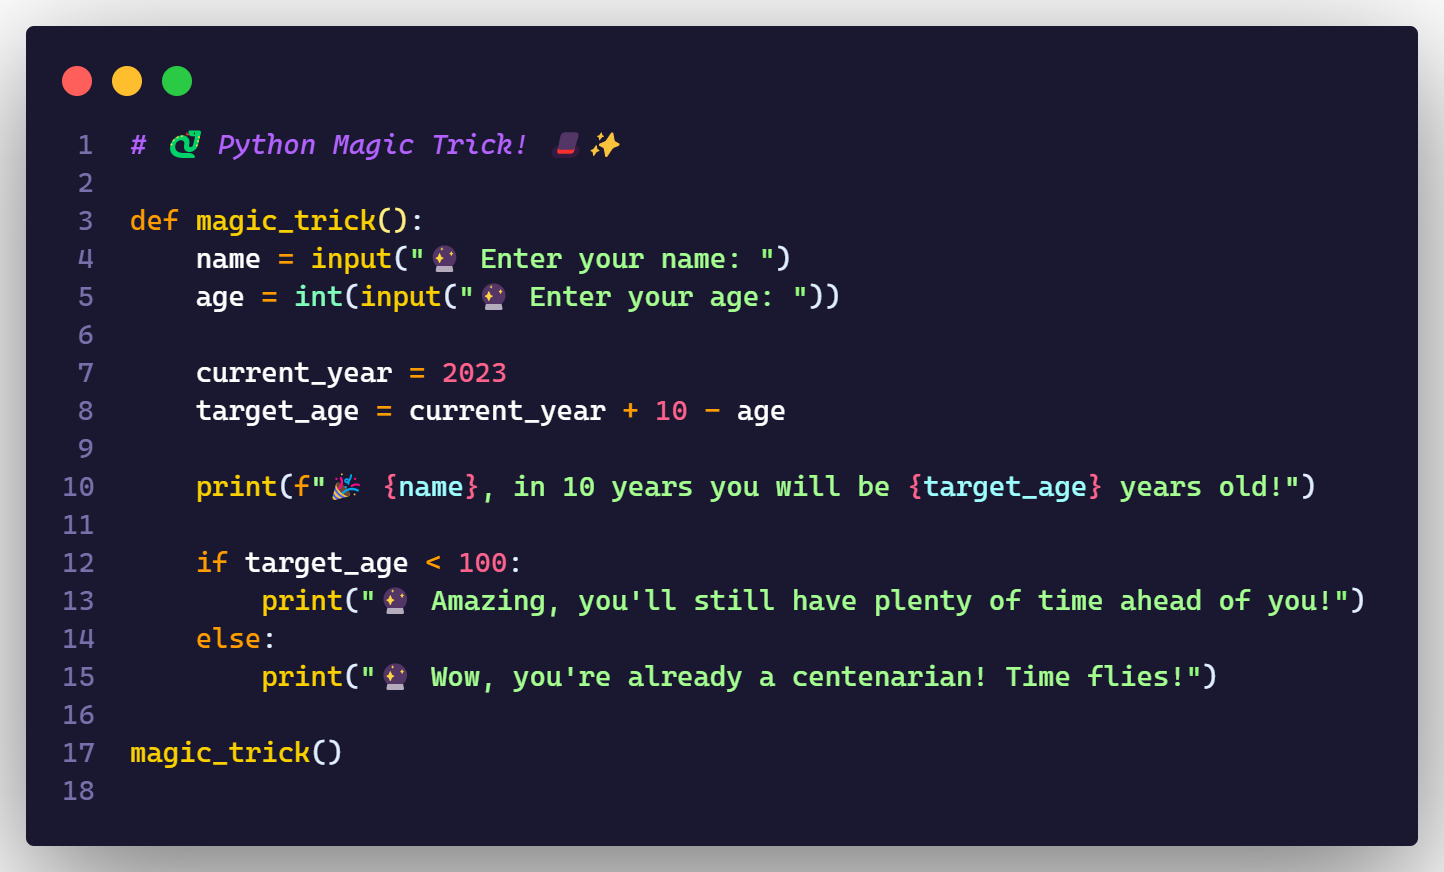 1 # 🐍 Python Magic Trick! 🎩✨
2
3 def magic_trick():
4     name = input("🔮 Enter your name: ")
5     age = int(input("🔮 Enter your age: "))
6
7     current_year = 2023
8     target_age = current_year + 10 - age
9
10     print(f"🎉 {name}, in 10 years you will be {target_age} years old!")
11
12     if target_age < 100:
13         print("🔮 Amazing, you'll still have plenty of time ahead of you!")
14     else:
15         print("🔮 Wow, you're already a centenarian! Time flies!")
16
17 magic_trick()
18